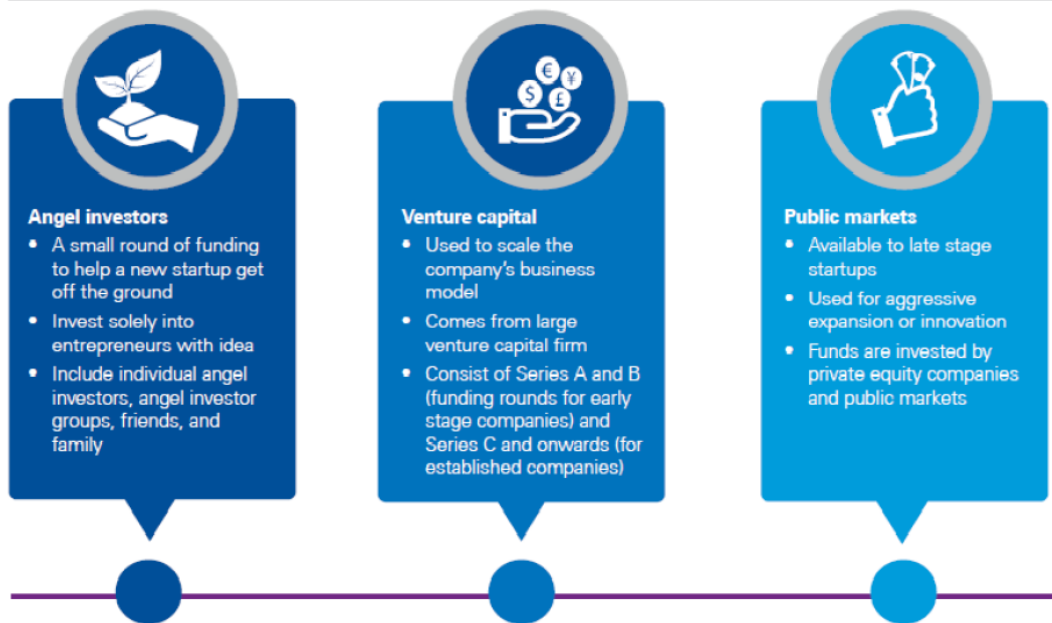 €
¥
$
£
Angel investors
• A small round of funding
to help a new startup get
off the ground
• Invest solely into
entrepreneurs with idea
• Include individual angel
investors, angel investor
groups, friends, and
family
Venture capital
• Used to scale the
company's business
model
• Comes from large
venture capital firm
• Consist of Series A and B
(funding rounds for early
stage companies) and
Series C and onwards (for
established companies)
Public markets
• Available to late stage
startups
• Used for aggressive
expansion or innovation
• Funds are invested by
private equity companies
and public markets